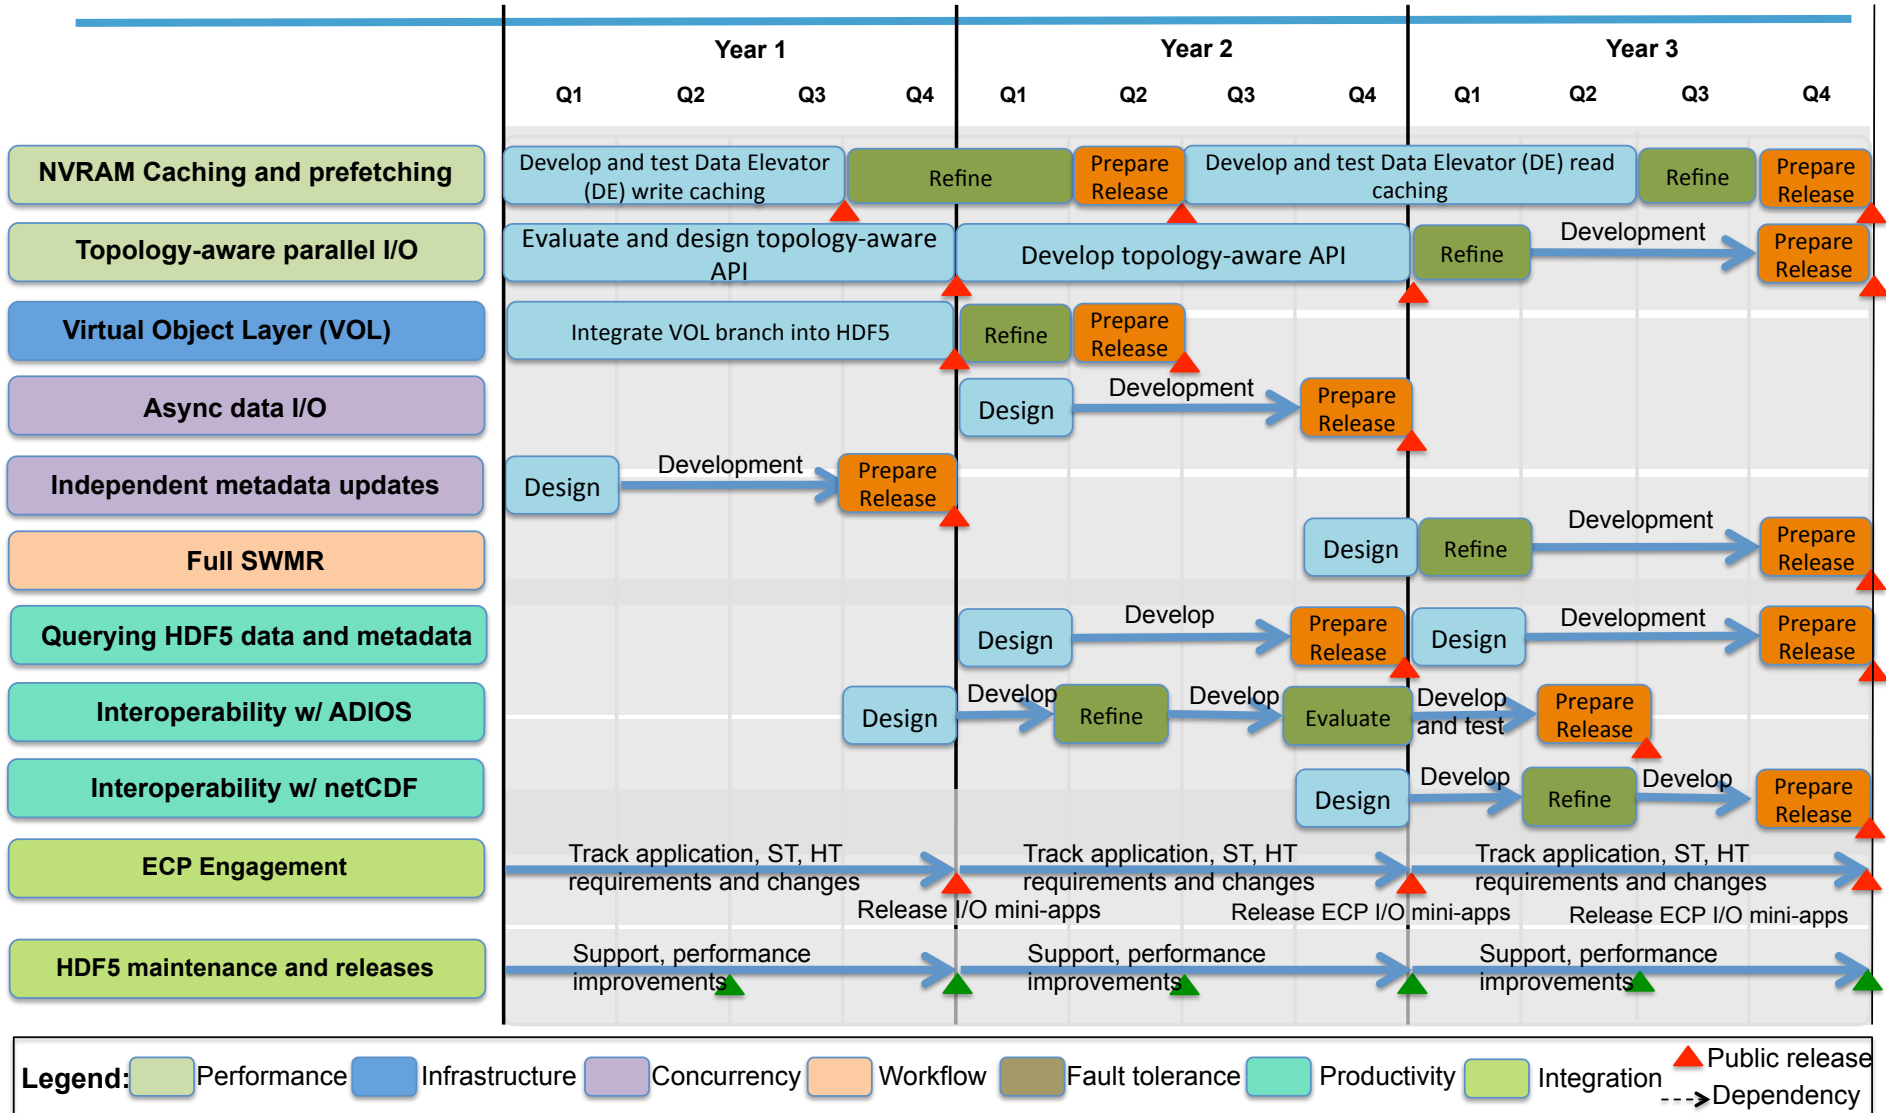 Year 1
Year 2
Year 3
Q1
Q2
Q3
Q4
Q1
Q2
Q3
Q4
Q1
Q2
Q3
Q4
NVRAM Caching and prefetching
Develop and test Data Elevator
(DE) write caching
Refine
Prepare
Release
Develop and test Data Elevator (DE) read
caching
Refine
Prepare
Release
Topology-aware parallel I/O
Evaluate and design topology-aware
API
Develop topology-aware API
Refine
Development
Prepare
Release
Virtual Object Layer (VOL)
Integrate VOL branch into HDF5
Refine
Prepare
Release
Async data I/O
Design
Development
Prepare
Release
Independent metadata updates
Design
Development
Prepare
Release
Full SWMR
Design
Refine
Development
Prepare
Release
Querying HDF5 data and metadata
Design
Develop
Prepare
Release
Design
Development
Prepare
Release
Interoperability w/ ADIOS
Design
Develop
Refine
Develop
Evaluate
Develop
and test
Prepare
Release
Interoperability w/ netCDF
Design
Develop
Refine
Develop
Prepare
Release
ECP Engagement
Track application, ST, HT
requirements and changes
Release I/O mini-apps
Track application, ST, HT
requirements and changes
Release ECP I/O mini-apps
Track application, ST, HT
requirements and changes
Release ECP I/O mini-apps
HDF5 maintenance and releases
Support, performance
improvements
Support, performance
improvements
Support, performance
improvements
Legend:
Performance
Infrastructure
Concurrency
Workflow
Fault tolerance
Productivity
Integration
Public release
Dependency